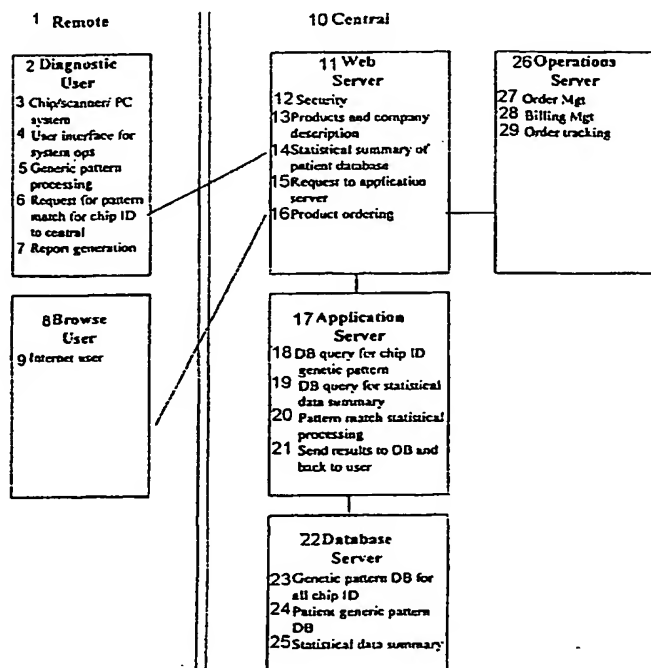 1 Remote
10 Central
2 Diagnostic
User
3 Chip/scanner/ PC
system
4 User interface for
system ops
5 Generic pattern
processing
6 Request for pattern
match for chip ID
to central
7 Report generation
8 Browse
User
9 Internet user
11 Web
Server
12 Security
13 Products and company
description
14 Statistical summary of
patient database
15 Request to application
server
16 Product ordering
26 Operations
Server
27 Order Mgt
28 Billing Mgt
29 Order tracking
17 Application
Server
18 DB query for chip ID
genetic pattern
19 DB query for statistical
data summary
20 Pattern match statistical
processing
21 Send results to DB and
back to user
22 Database
Server
23 Genetic pattern DB for
all chip ID
24 Patient generic pattern
DB
25 Statistical data summary